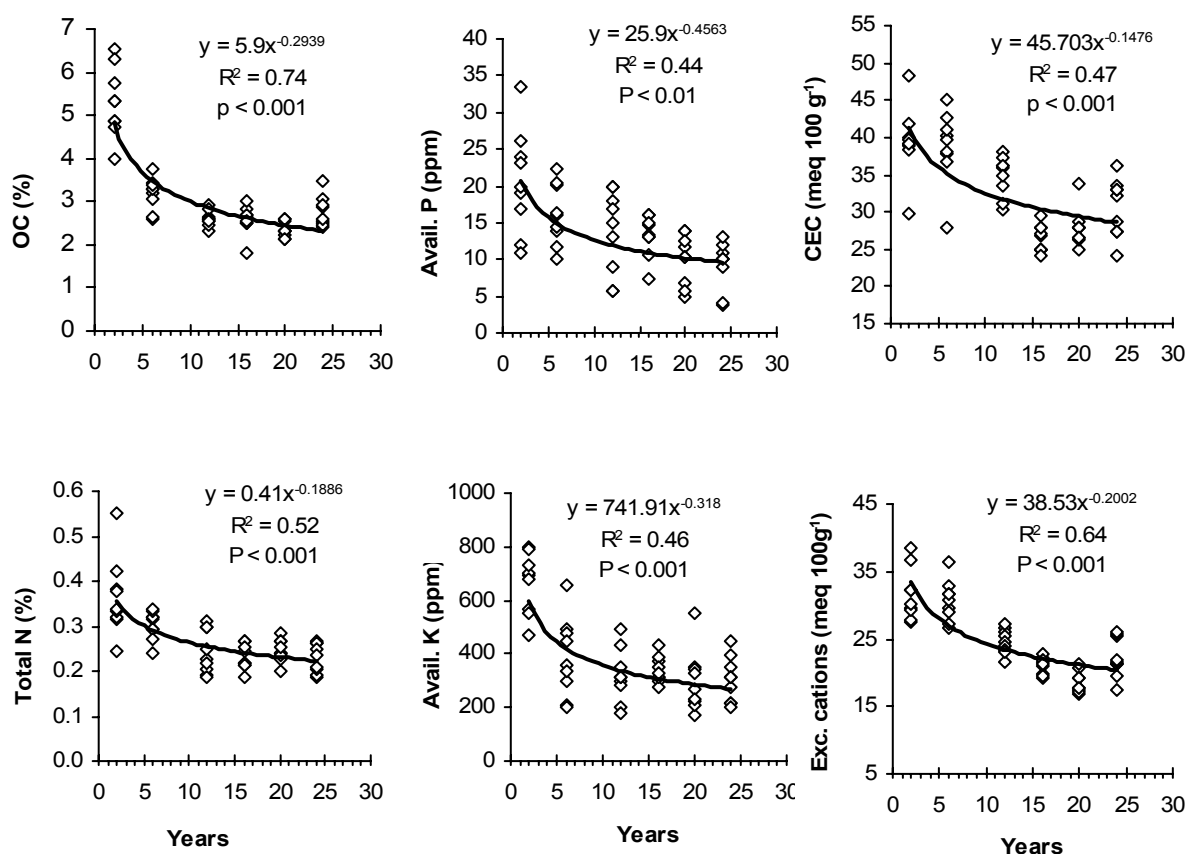 y = 5.9x-0.2939
R2 = 0.74
p < 0.001
OC (%)
7
6
5
4
3
2
1
0
0 5 10 15 20 25 30
y = 25.9x-0.4563
R2 = 0.44
P < 0.01
Avail. P (ppm)
40
35
30
25
20
15
10
5
0
0 5 10 15 20 25 30
y = 45.703x-0.1476
R2 = 0.47
p < 0.001
CEC (meq 100 g-1)
55
50
45
40
35
30
25
20
15
0 5 10 15 20 25 30
y = 0.41x-0.1886
R2 = 0.52
P < 0.001
Total N (%)
0.6
0.5
0.4
0.3
0.2
0.1
0.0
0 5 10 15 20 25 30
Years
y = 741.91x-0.318
R2 = 0.46
P < 0.001
Avail. K (ppm)
1000
800
600
400
200
0
0 5 10 15 20 25 30
y = 38.53x-0.2002
R2 = 0.64
P < 0.001
Exc. cations (meq 100g-1)
45
35
25
15
5
0 5 10 15 20 25 30
Years